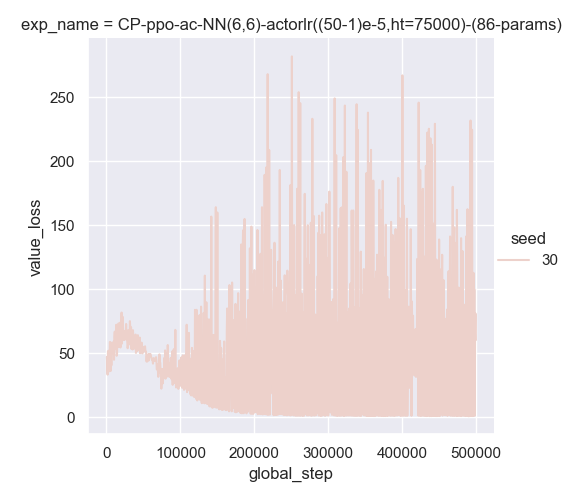 exp_name = CP-ppo-ac-NN(6,6)-actorlr((50-1)e-5,ht=75000)-(86-params)
250
200
150
100
50
0
value_loss
0 100000 200000 300000 400000 500000
global_step
seed
30